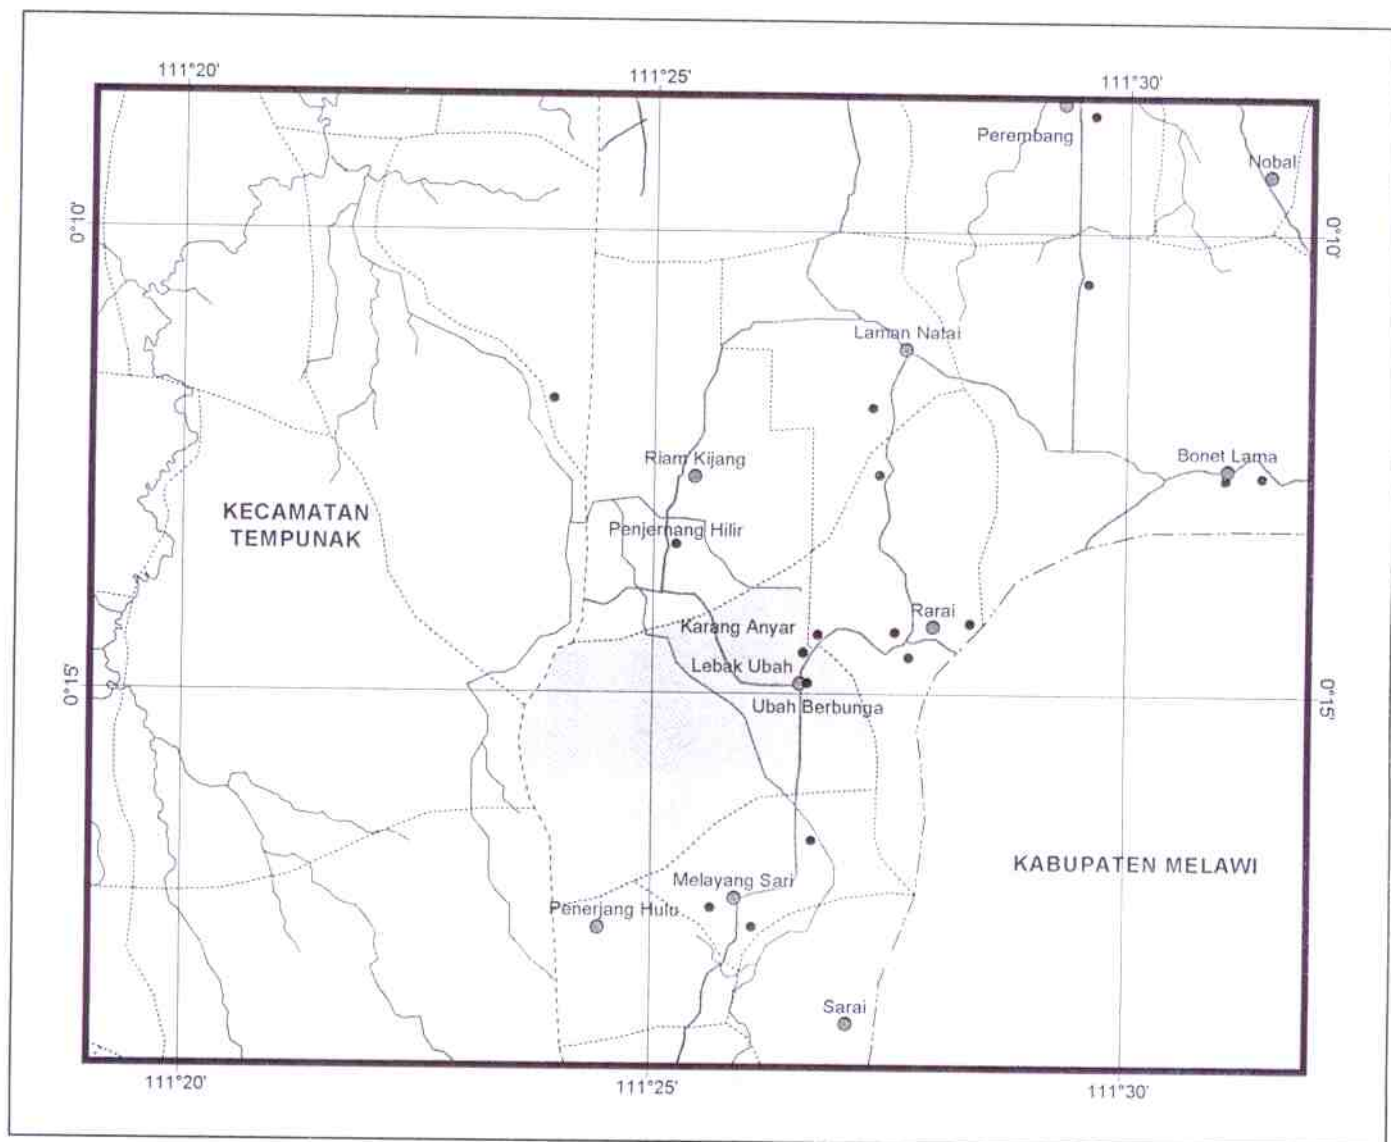 111°20'
111°25'
111°30'
Perembang
Nobal
0°10'
0°10'
Laman Natai
Riam Kijang
Bonet Lama
KECAMATAN
TEMPUNAK
Penjernang Hilir
Rarai
Karang Anyar
Lebak Ubah
0°15'
0°15'
Ubah Berbunga
KABUPATEN MELAWI
Melayang Sari
Penerjang Hulu
Sarai
111°20'
111°25'
111°30'